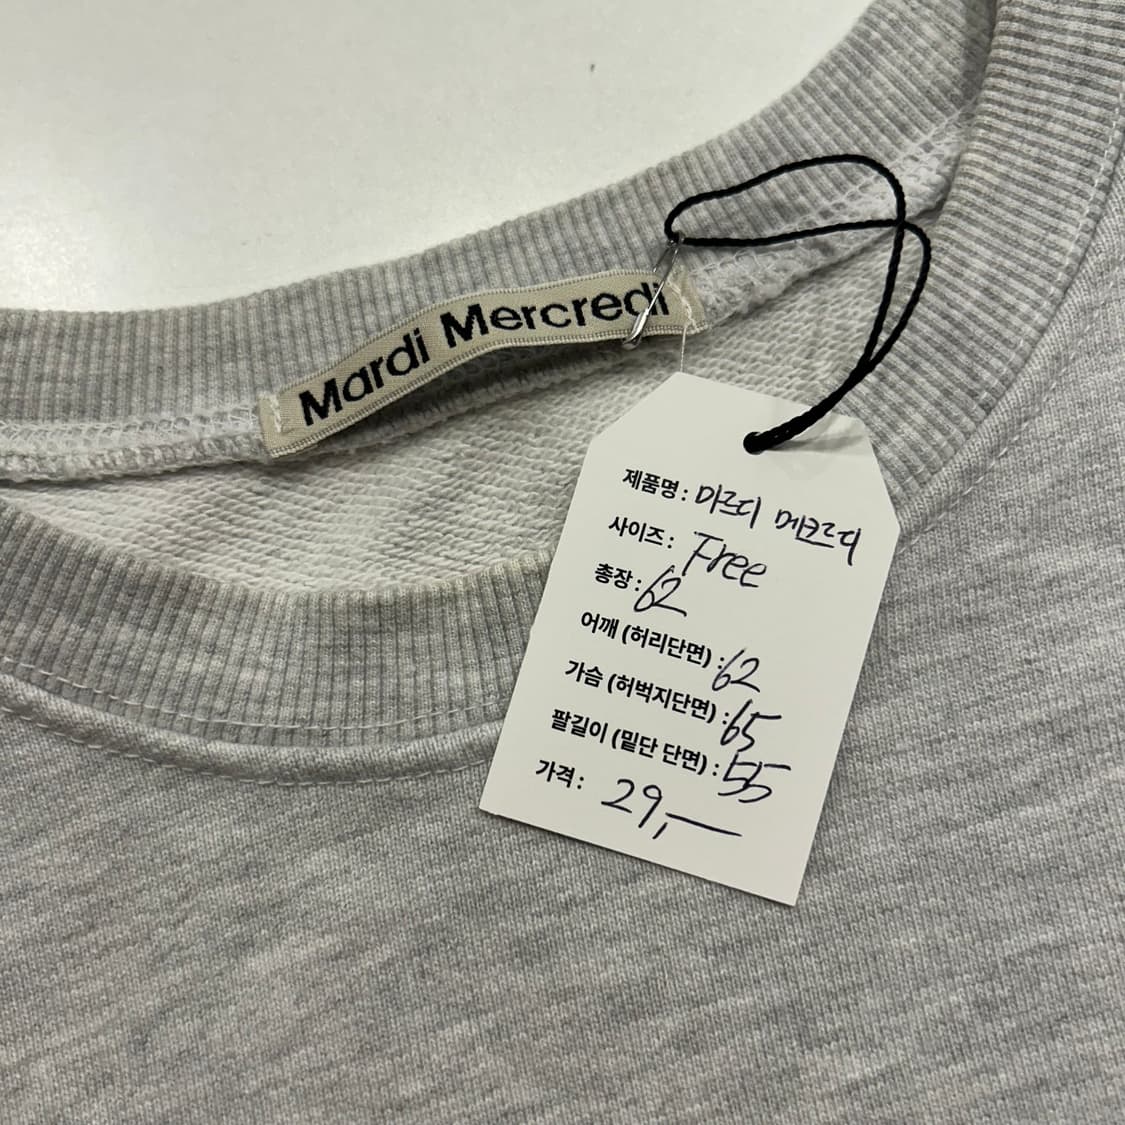 Mardi Mercredi
제품명: 마르디 메크르디
사이즈: Free
총장: 62
어깨 (허리단면) : 62
가슴 (허벅지단면) : 65
팔길이 (밑단 단면) : 55
가격: 29,—